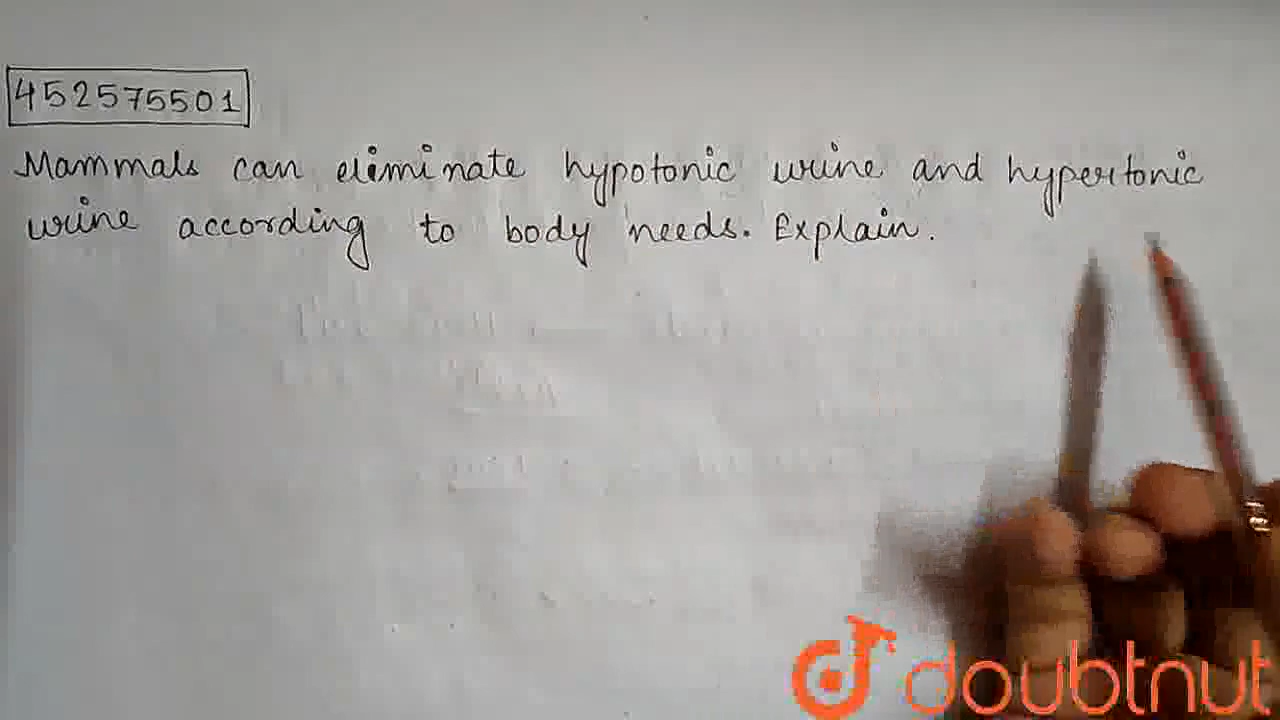 452575501
Mammals can eliminate hypotonic urine and hypertonic
urine according to body needs. Explain.
doubtnut